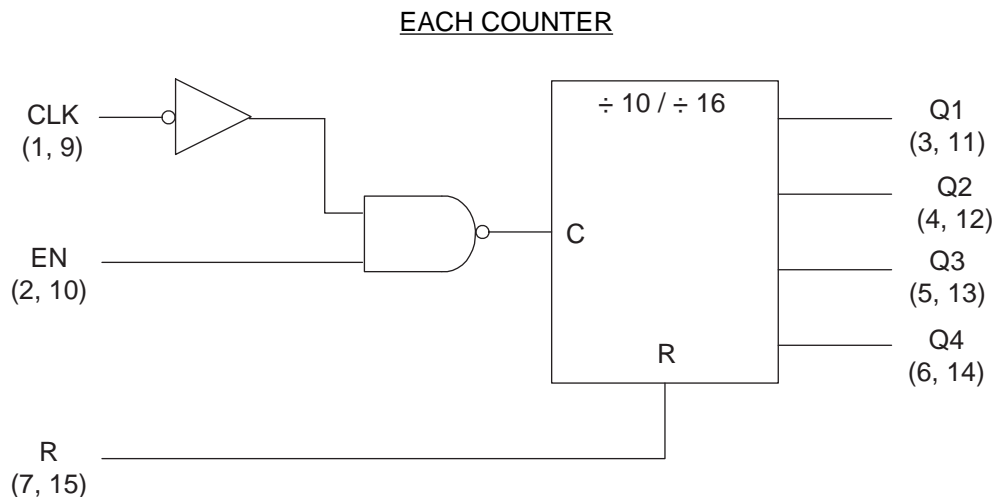 EACH COUNTER
CLK
(1, 9)
EN
(2, 10)
R
(7, 15)
÷ 10 / ÷ 16
C
R
Q1
(3, 11)
Q2
(4, 12)
Q3
(5, 13)
Q4
(6, 14)